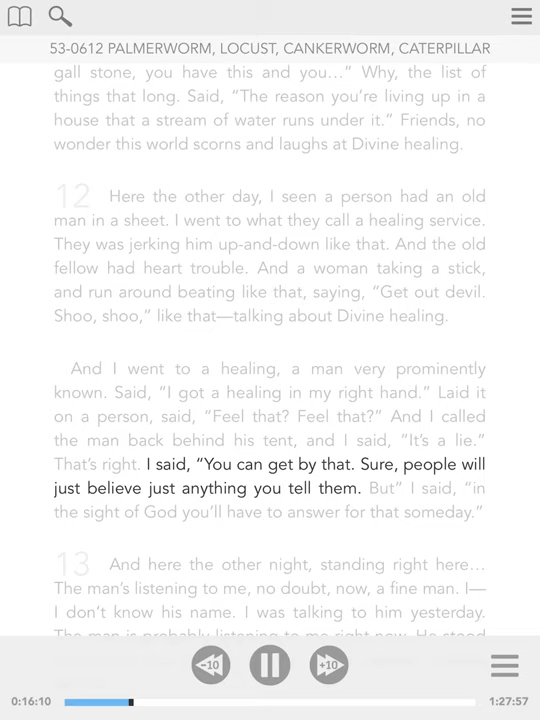 53-0612 PALMERWORM, LOCUST, CANKERWORM, CATERPILLAR
gall stone, you have this and you…” Why, the list of
things that long. Said, “The reason you’re living up in a
house that a stream of water runs under it.” Friends, no
wonder this world scorns and laughs at Divine healing.
12 Here the other day, I seen a person had an old
man in a sheet. I went to what they call a healing service.
They was jerking him up-and-down like that. And the old
fellow had heart trouble. And a woman taking a stick,
and run around beating like that, saying, “Get out devil.
Shoo, shoo,” like that—talking about Divine healing.
And I went to a healing, a man very prominently
known. Said, “I got a healing in my right hand.” Laid it
on a person, said, “Feel that? Feel that?” And I called
the man back behind his tent, and I said, “It’s a lie.”
That’s right. I said, “You can get by that. Sure, people will
just believe just anything you tell them. But” I said, “in
the sight of God you’ll have to answer for that someday.”
13 And here the other night, standing right here…
The man’s listening to me, no doubt, now, a fine man. I—
I don’t know his name. I was talking to him yesterday.
The man is probably listening to me right now. He stood
-10
+10
0:16:10
1:27:57